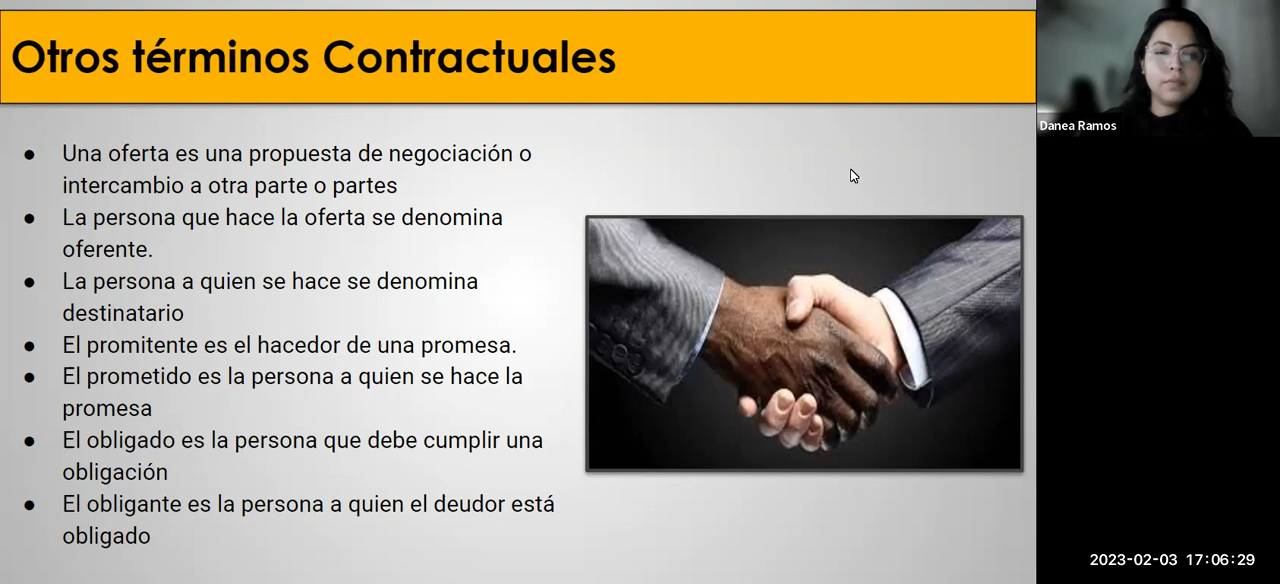 Otros términos Contractuales
● Una oferta es una propuesta de negociación o
intercambio a otra parte o partes
● La persona que hace la oferta se denomina
oferente.
● La persona a quien se hace se denomina
destinatario
● El promitente es el hacedor de una promesa.
● El prometido es la persona a quien se hace la
promesa
● El obligado es la persona que debe cumplir una
obligación
● El obligante es la persona a quien el deudor está
obligado
Danea Ramos
2023-02-03 17:06:29